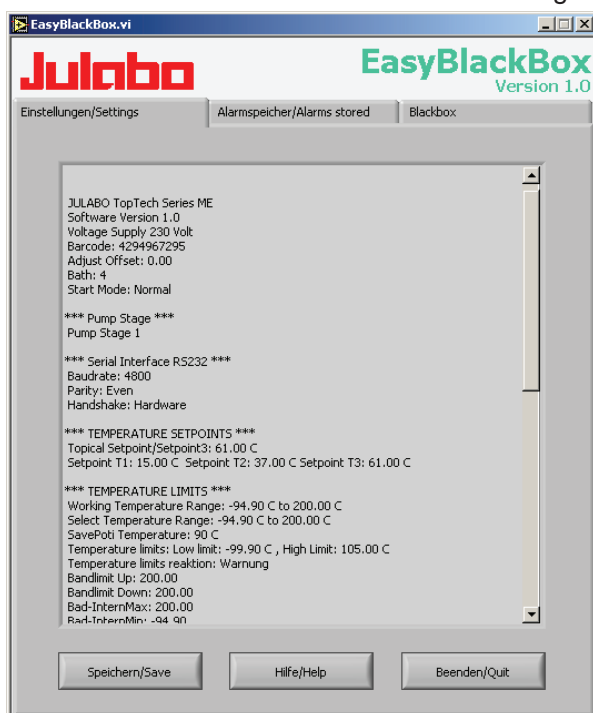 EasyBlackBox.vi
Julabo
EasyBlackBox
Version 1.0
Einstellungen/Settings
Alarmspeicher/Alarms stored
Blackbox
JULABO TopTech Series ME
Software Version 1.0
Voltage Supply 230 Volt
Barcode: 4294967295
Adjust Offset: 0.00
Bath: 4
Start Mode: Normal
*** Pump Stage ***
Pump Stage 1
*** Serial Interface RS232 ***
Baudrate: 4800
Parity: Even
Handshake: Hardware
*** TEMPERATURE SETPOINTS ***
Topical Setpoint/Setpoint3: 61.00 C
Setpoint T1: 15.00 C Setpoint T2: 37.00 C Setpoint T3: 61.00 C
*** TEMPERATURE LIMITS ***
Working Temperature Range: -94.90 C to 200.00 C
Select Temperature Range: -94.90 C to 200.00 C
SavePoti Temperature: 90 C
Temperature limits: Low limit: -99.90 C , High Limit: 105.00 C
Temperature limits reaktion: Warnung
Bandlimit Up: 200.00
Bandlimit Down: 200.00
Bad-InternMax: 200.00
Bad-InternMin: -94.90
Speichern/Save
Hilfe/Help
Beenden/Quit